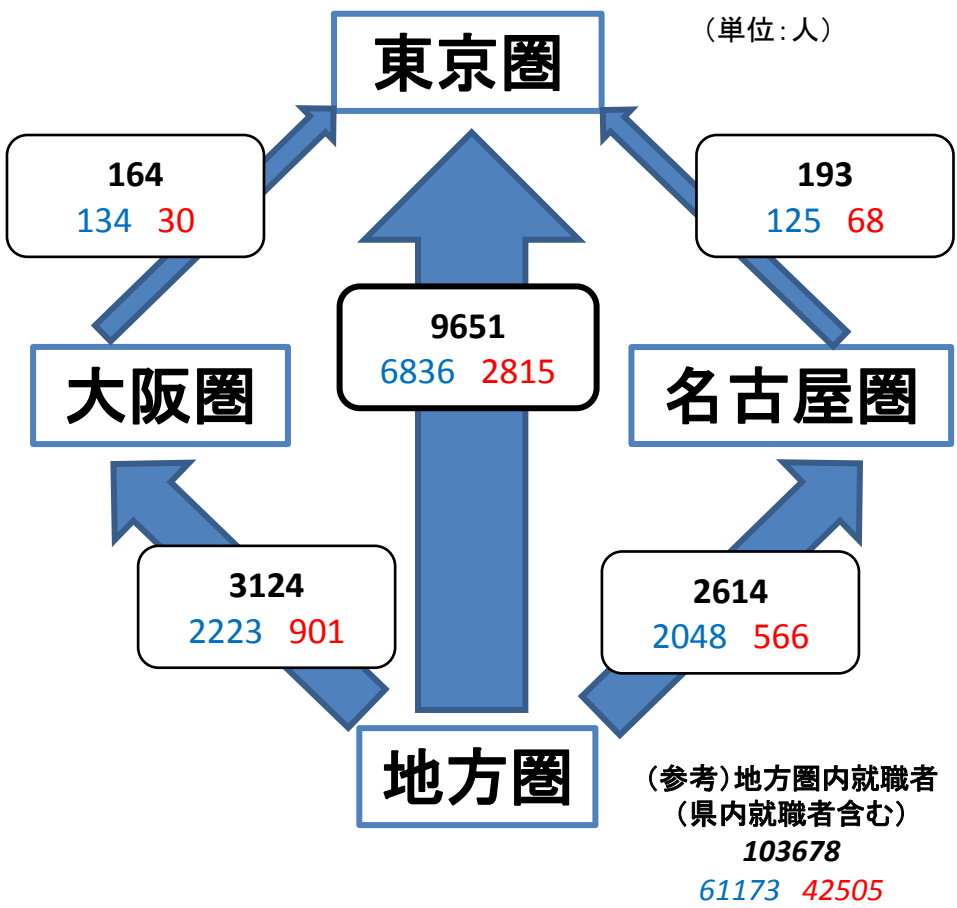 （単位：人）
東京圏
164
134 30
193
125 68
9651
6836 2815
大阪圏
名古屋圏
3124
2223 901
2614
2048 566
地方圏
（参考）地方圏内就職者
（県内就職者含む）
103678
61173 42505